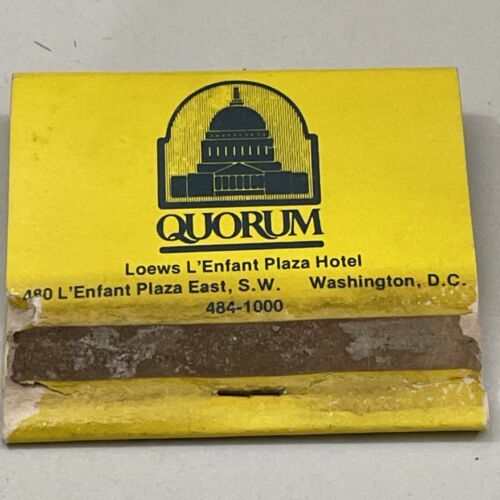 QUORUM
Loews L'Enfant Plaza Hotel
480 L'Enfant Plaza East, S.W. Washington, D.C.
484-1000